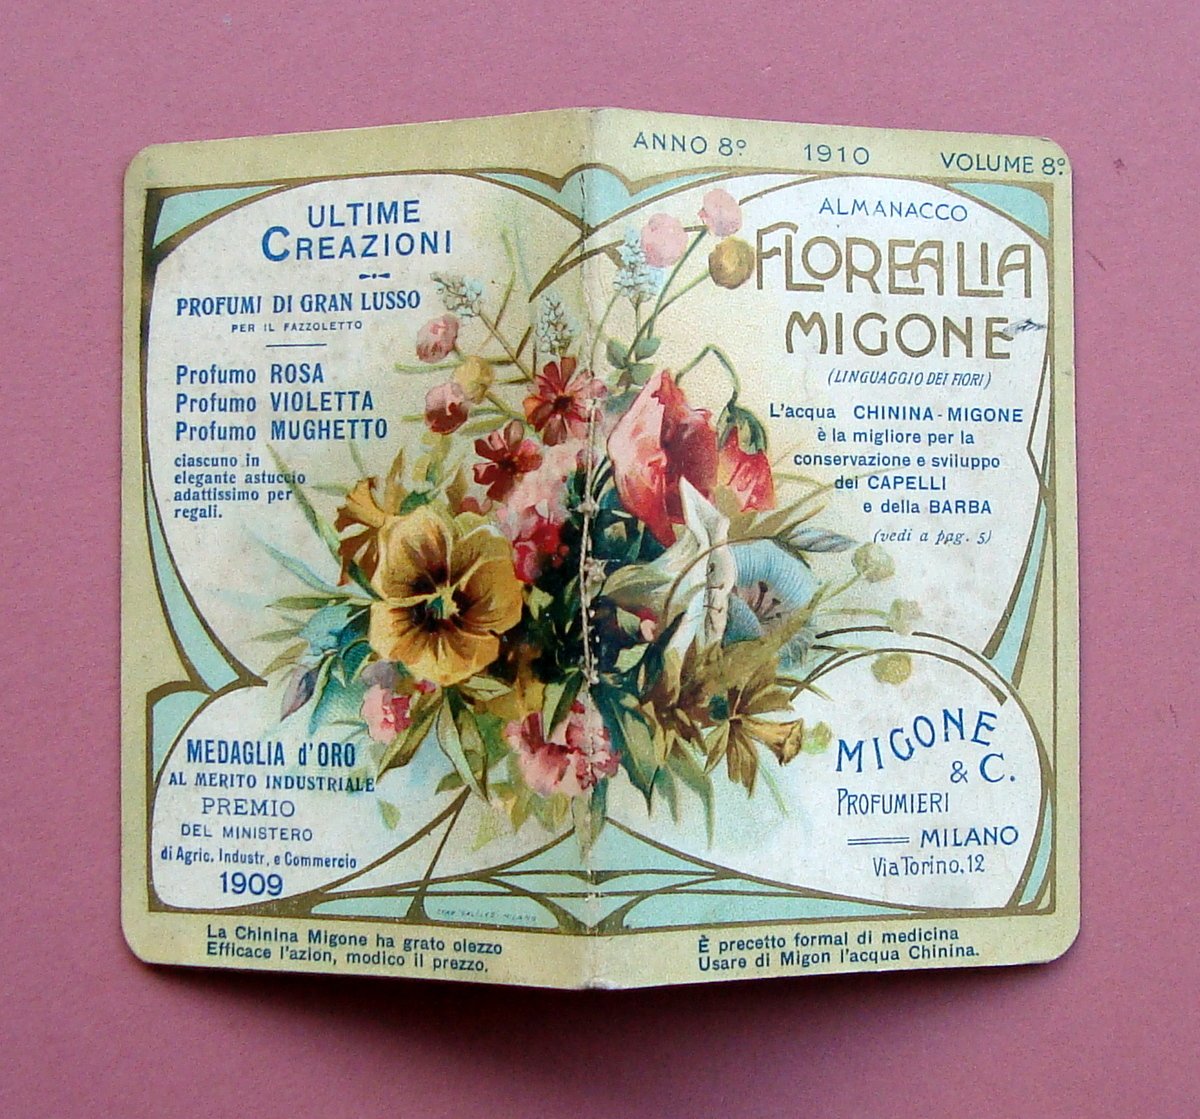 ULTIME
CREAZIONI
PROFUMI DI GRAN LUSSO
PER IL FAZZOLETTO
Profumo ROSA
Profumo VIOLETTA
Profumo MUGHETTO
ciascuno in
elegante astuccio
adattissimo per
regali.
MEDAGLIA d'ORO
AL MERITO INDUSTRIALE
PREMIO
DEL MINISTERO
di Agric. Industr, e Commercio
1909
La Chinina Migone ha grato olezzo
Efficace l'azion, modico il prezzo.
ANNO 8º 1910 VOLUME 8º
ALMANACCO
FLOREALIA
MIGONE
(LINGUAGGIO DEI FIORI)
L'acqua CHININA-MIGONE
è la migliore per la
conservazione e sviluppo
dei CAPELLI
e della BARBA
(vedi a pag. 5)
MIGONE
& C.
PROFUMIERI
MILANO
Via Torino, 12
È precetto formal di medicina
Usare di Migon l'acqua Chinina.